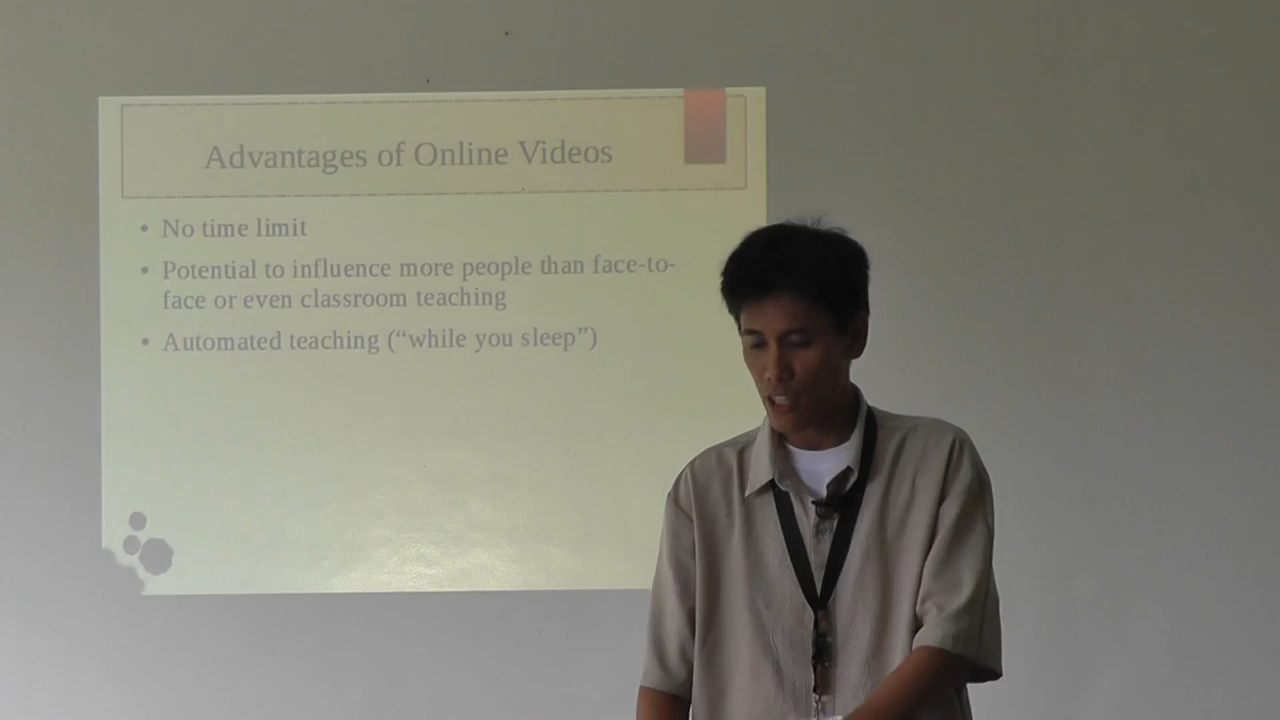 Advantages of Online Videos
• No time limit
• Potential to influence more people than face-to-
face or even classroom teaching
• Automated teaching (“while you sleep”)